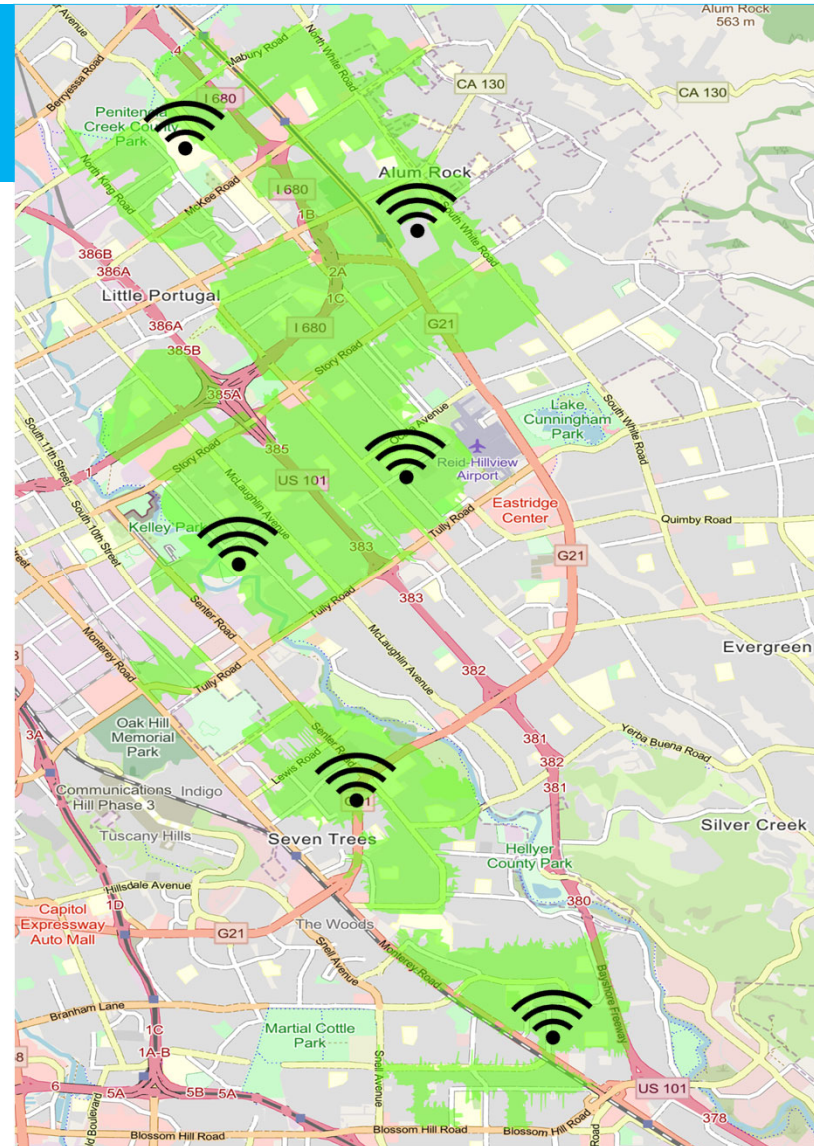 Alum Rock
563 m
4
Mabury Road
North White Road
Berryessa Road
I 680
CA 130
CA 130
Penitencia
Creek County
Park
North King Road
McKee Road
Alum Rock
I 680
1B
South White Road
386B
386A
2A
1C
Little Portugal
386A
I 680
G21
385B
Story Road
385A
Lake
Cunningham
Park
South White Road
South 11th Street
385
Story Road
Reid-Hillview
Airport
1
McLaughlin Avenue
US 101
Eastridge
Center
South 10th Street
Kelley Park
Tully Road
Quimby Road
383
G21
Senter Road
Tully Road
383
Monterey Road
McLaughlin Avenue
Evergreen
382
Tully Road
Oak Hill
Memorial
Park
Senter Road
381
Yerba Buena Road
3A
382
Lewis Road
381
Communications
Hill Phase 3
Indigo
Tuscany Hills
Seven Trees
Silver Creek
Hellyer
County Park
Hillsdale Avenue
1D
380
Capitol
Expressway
Auto Mall
G21
The Woods
Snell Avenue
Monterey Road
Bayshore Freeway
Branham Lane
1C
Martial Cottle
Park
1A-B
6
5A
5B
5A
Snell Avenue
US 101
378
Blossom Hill Road
Blossom Hill Road
Blossom Hill Road
Road